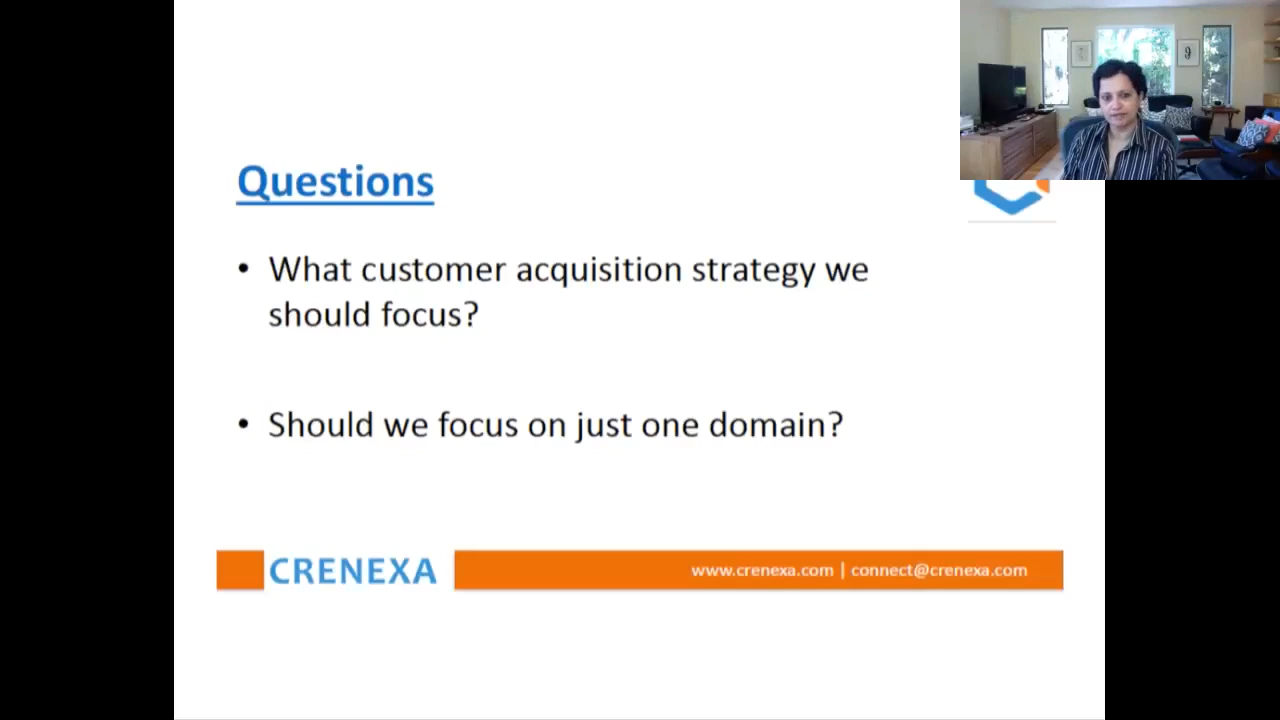 Questions
• What customer acquisition strategy we
should focus?
• Should we focus on just one domain?
CRENEXA
www.crenexa.com | connect@crenexa.com